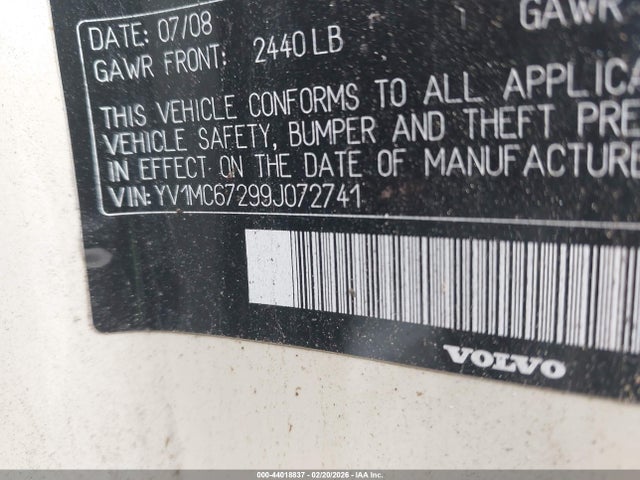 GAWR
DATE: 07/08
GAWR FRONT: 2440 LB
THIS VEHICLE CONFORMS TO ALL APPLICA
VEHICLE SAFETY, BUMPER AND THEFT PRE
IN EFFECT ON THE DATE OF MANUFACTURE
VIN: YV1MC67299J072741
VOLVO
000-44018837 - 02/20/2026 - IAAI Inc.